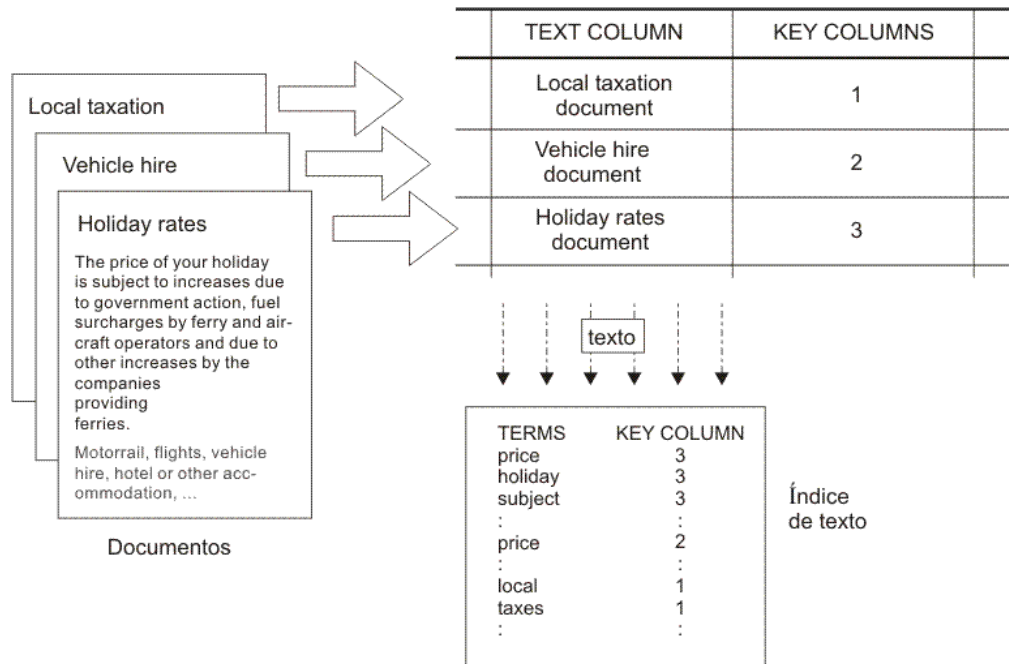 TEXT COLUMN
KEY COLUMNS
Local taxation
document
1
Vehicle hire
document
2
Holiday rates
document
3
Local taxation
Vehicle hire
Holiday rates
The price of your holiday
is subject to increases due
to government action, fuel
surcharges by ferry and air-
craft operators and due to
other increases by the
companies
providing
ferries.
Motorrail, flights, vehicle
hire, hotel or other acc-
ommodation, ...
Documentos
texto
TERMS KEY COLUMN
price 3
holiday 3
subject 3
: :
price 2
: :
local 1
taxes 1
: :
Índice
de texto